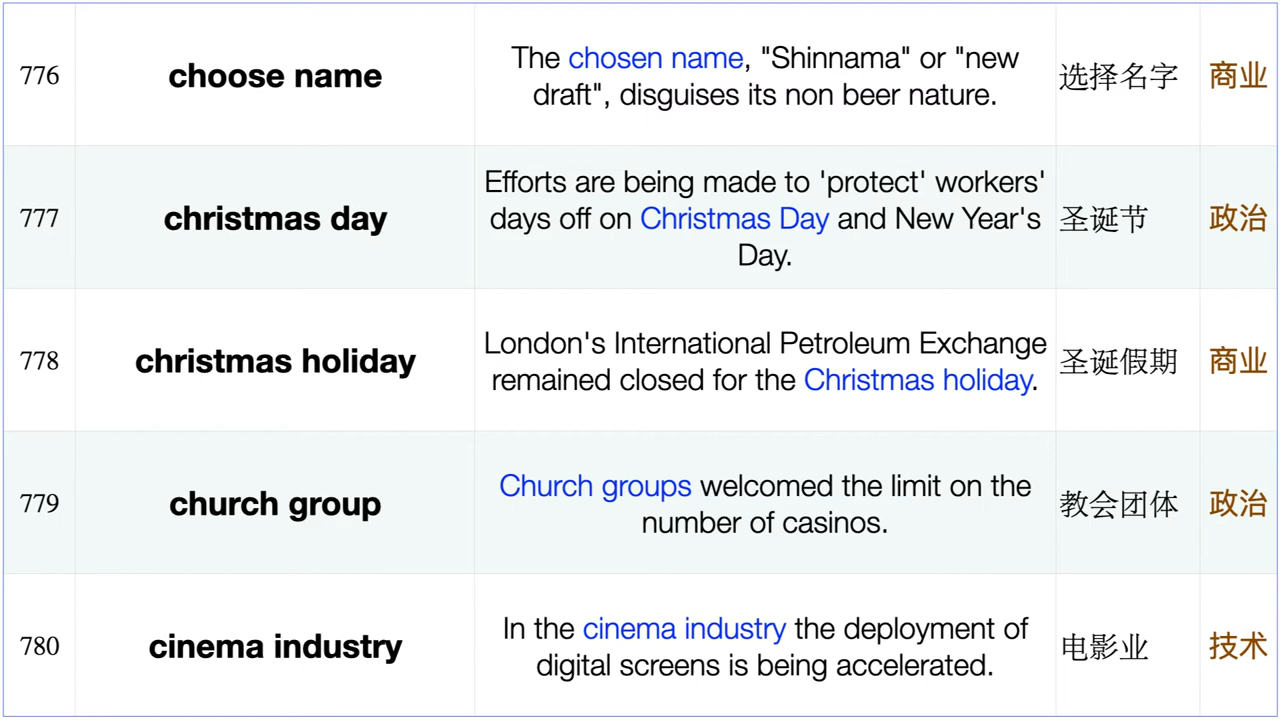 776
choose name
The chosen name, "Shinnama" or "new
draft", disguises its non beer nature.
选择名字
商业
777
christmas day
Efforts are being made to 'protect' workers'
days off on Christmas Day and New Year's
Day.
圣诞节
政治
778
christmas holiday
London's International Petroleum Exchange
remained closed for the Christmas holiday.
圣诞假期
商业
779
church group
Church groups welcomed the limit on the
number of casinos.
教会团体
政治
780
cinema industry
In the cinema industry the deployment of
digital screens is being accelerated.
电影业
技术